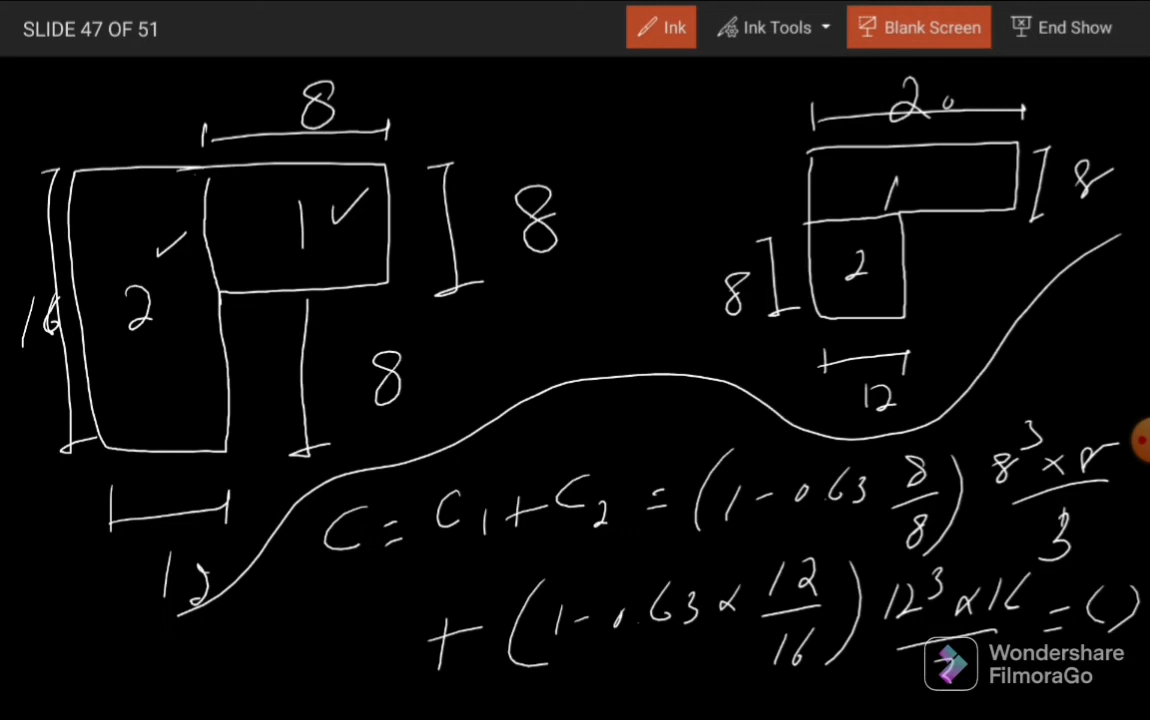 SLIDE 47 OF 51
Ink
Ink Tools
Blank Screen
End Show
8
20
1
8
2
8
16
8
1
2
8
12
12
C = C₁ + C₂ = (1 - 0.63 8/8) 8³ × 8/3
+ (1 - 0.63 × 12/16) 12³ × 16/3 = ()
Wondershare
FilmoraGo